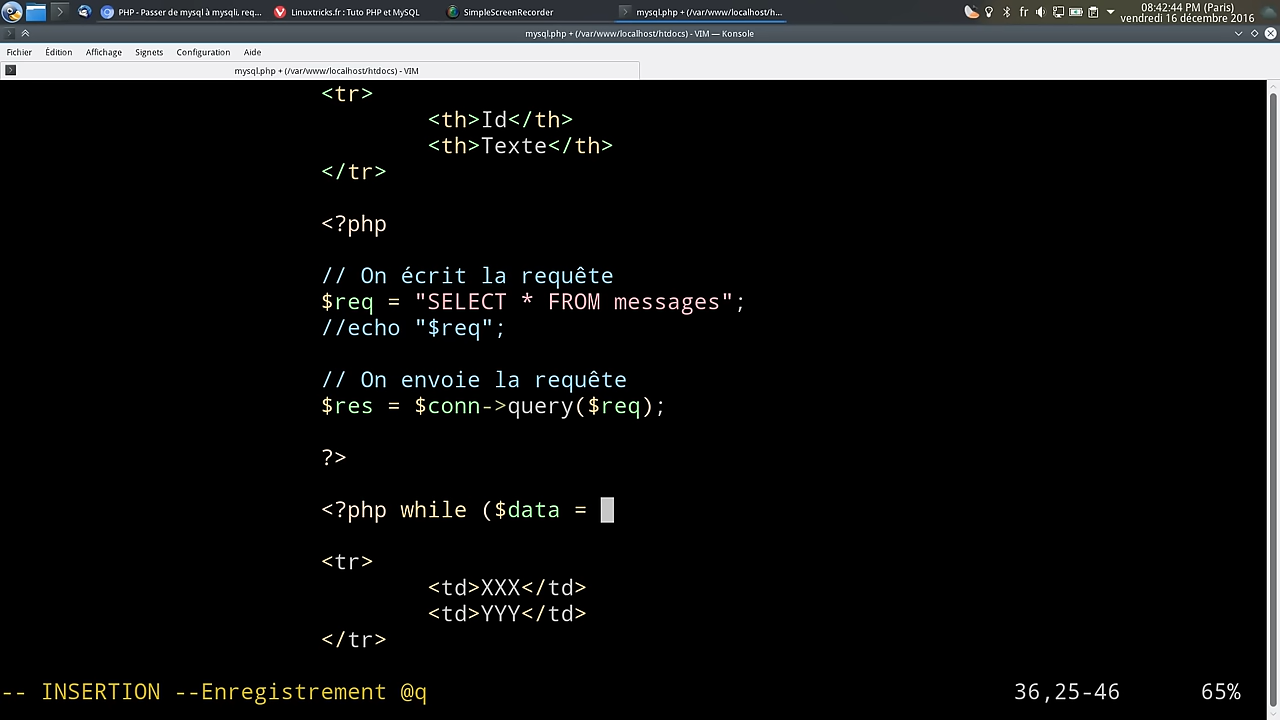 PHP - Passer de mysql à mysqli, req...
Linuxtricks.fr : Tuto PHP et MySQL
SimpleScreenRecorder
mysql.php + (/var/www/localhost/h...
fr
08:42:44 PM (Paris)
vendredi 16 décembre 2016
mysql.php + (/var/www/localhost/htdocs) - VIM — Konsole
Fichier Édition Affichage Signets Configuration Aide
mysql.php + (/var/www/localhost/htdocs) - VIM
<tr>
<th>Id</th>
<th>Texte</th>
</tr>
<?php
// On écrit la requête
$req = "SELECT * FROM messages";
//echo "$req";
// On envoie la requête
$res = $conn->query($req);
?>
<?php while ($data =
<tr>
<td>XXX</td>
<td>YYY</td>
</tr>
-- INSERTION --Enregistrement @q 36,25-46 65%